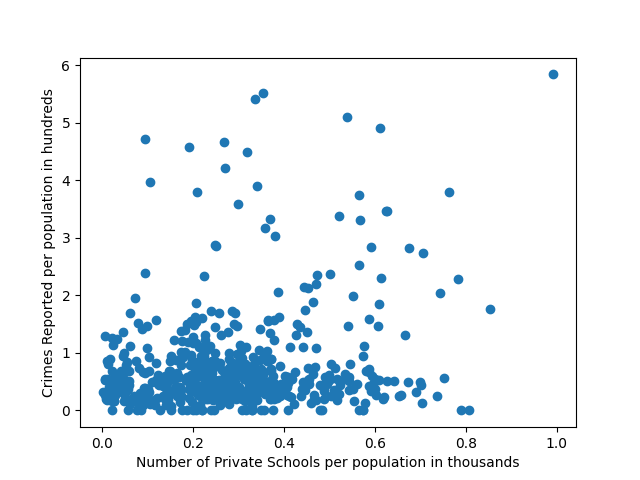 Crimes Reported per population in hundreds
6
5
4
3
2
1
0
0.0 0.2 0.4 0.6 0.8 1.0
Number of Private Schools per population in thousands